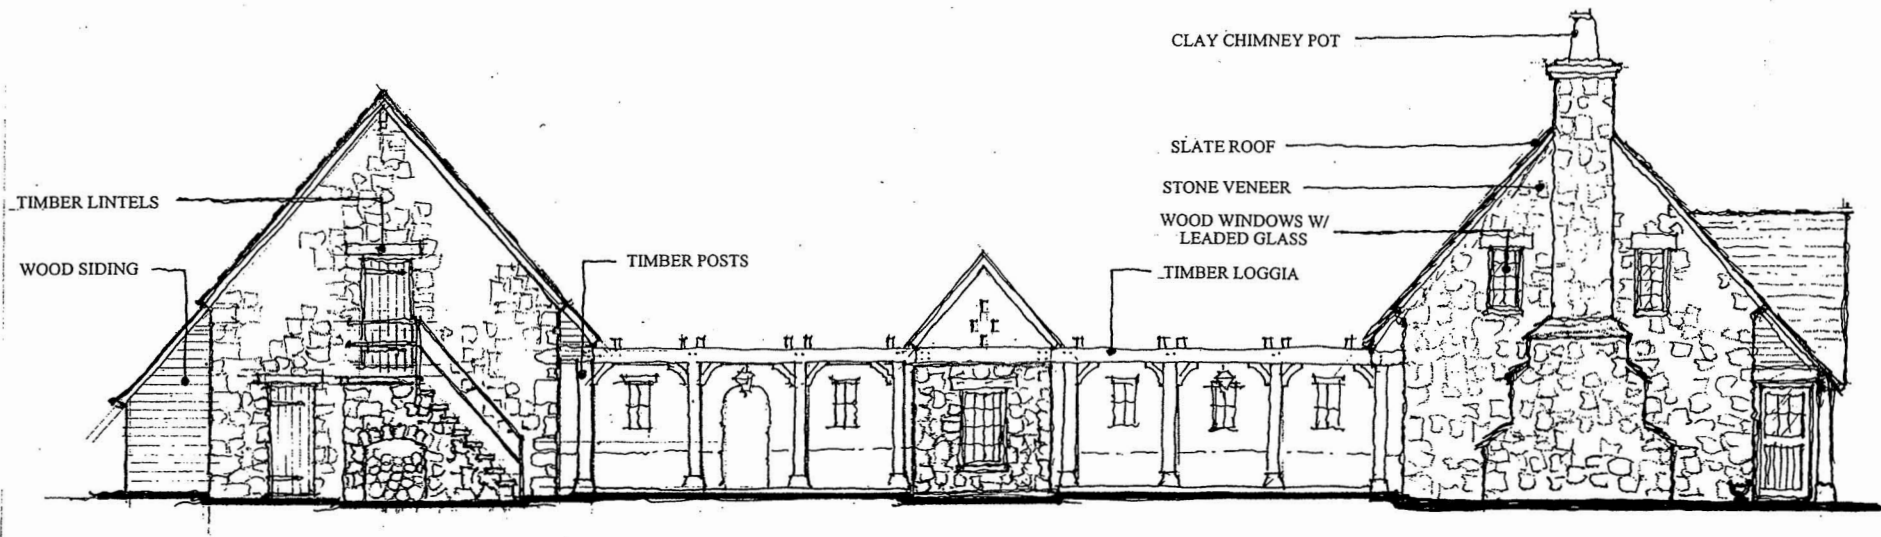 CLAY CHIMNEY POT
SLATE ROOF
STONE VENEER
WOOD WINDOWS W/
LEADED GLASS
TIMBER LINTELS
WOOD SIDING
TIMBER POSTS
TIMBER LOGGIA